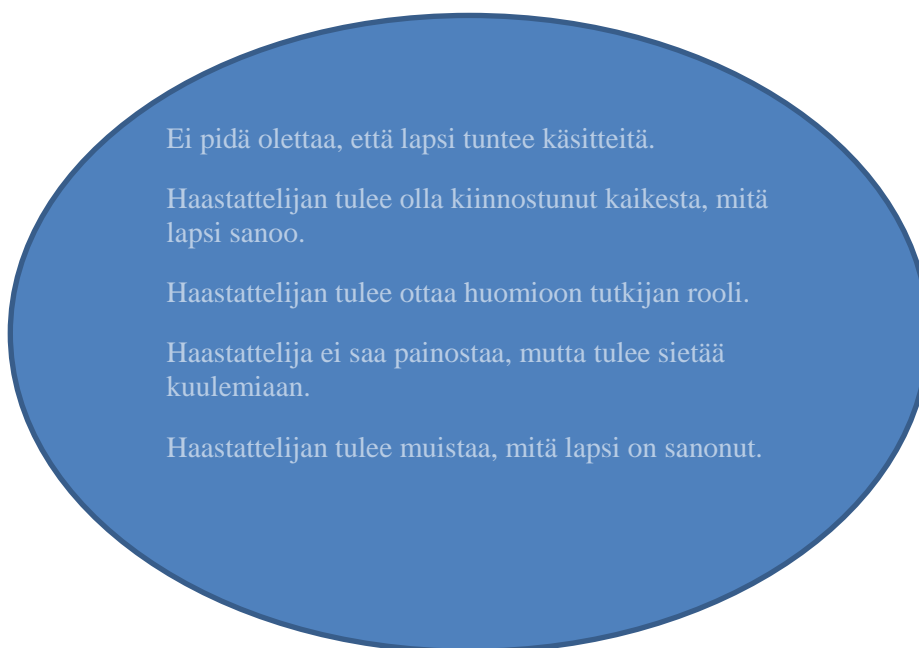 Ei pidä olettaa, että lapsi tuntee käsitteitä.
Haastattelijan tulee olla kiinnostunut kaikesta, mitä
lapsi sanoo.
Haastattelijan tulee ottaa huomioon tutkijan rooli.
Haastattelija ei saa painostaa, mutta tulee sietää
kuulemiaan.
Haastattelijan tulee muistaa, mitä lapsi on sanonut.